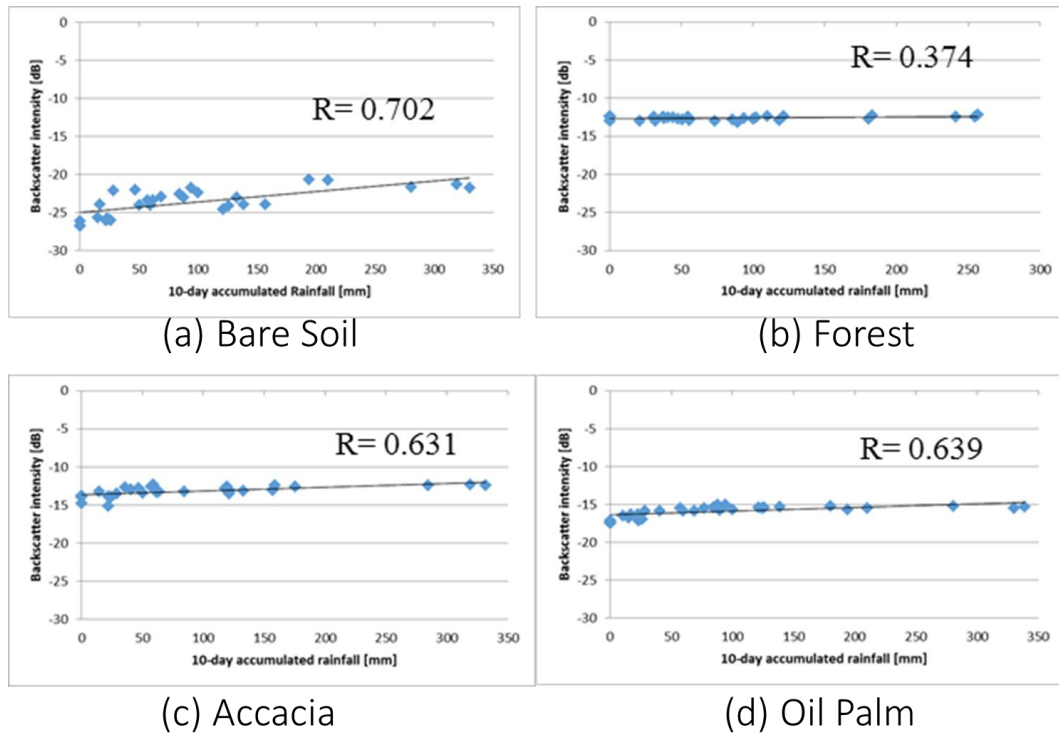 0
-5
-10
-15
-20
-25
-30
Backscatter intensity [dB]
R= 0.702
0 50 100 150 200 250 300 350
10-day accumulated Rainfall [mm]
(a) Bare Soil
0
-5
-10
-15
-20
-25
-30
Backscatter intensity [db]
R= 0.374
0 50 100 150 200 250 300
10-day accumulated rainfall [mm]
(b) Forest
0
-5
-10
-15
-20
-25
-30
Backscatter intensity [dB]
R= 0.631
0 50 100 150 200 250 300 350
10-day accumulated rainfall [mm]
(c) Accacia
0
-5
-10
-15
-20
-25
-30
Backscatter intensity [dB]
R= 0.639
0 50 100 150 200 250 300 350
10-day accumulated rainfall [mm]
(d) Oil Palm